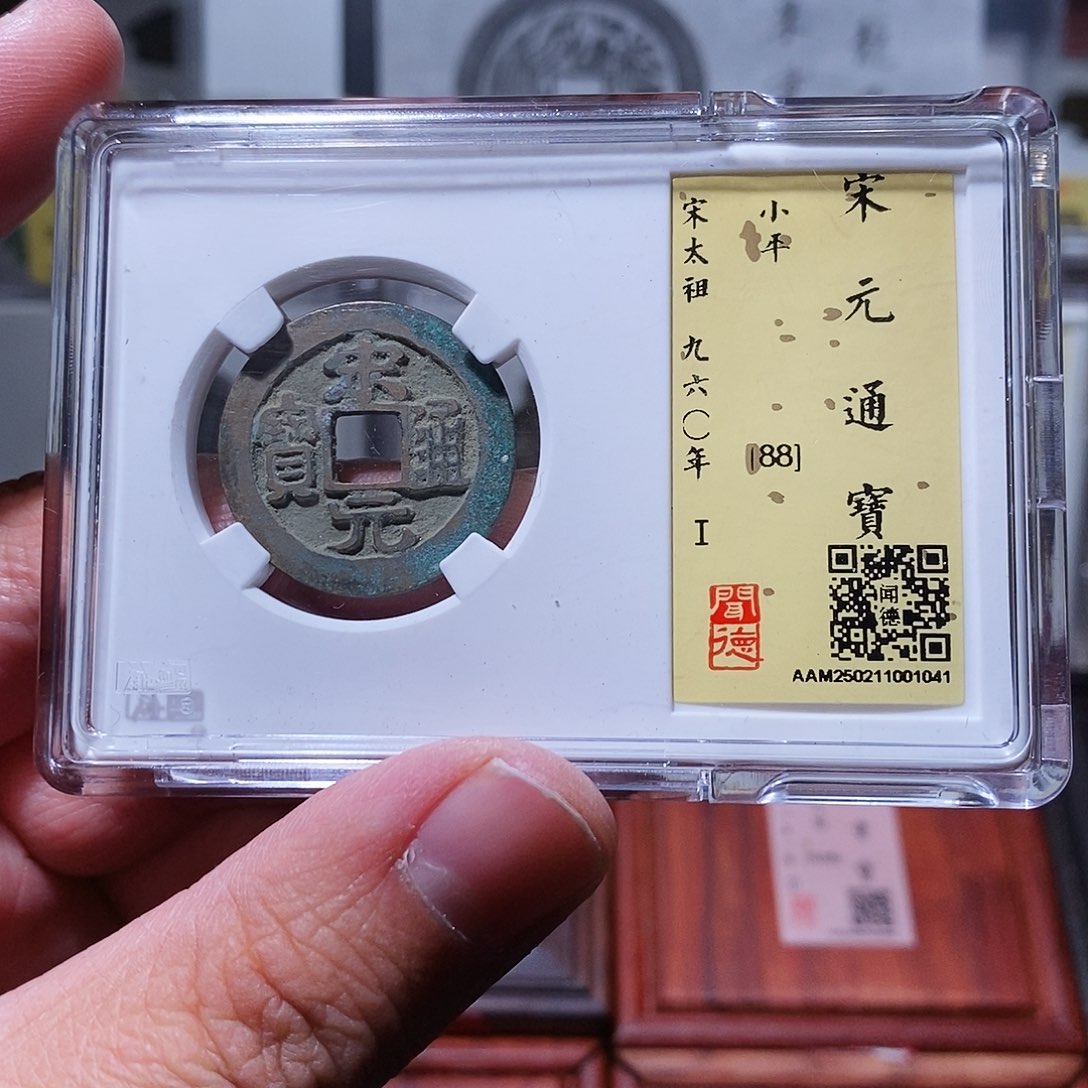 宋元通寶
宋元通寶
小平
[88]
宋太祖 九六〇年 I
聞德
闻德
AAM250211001041